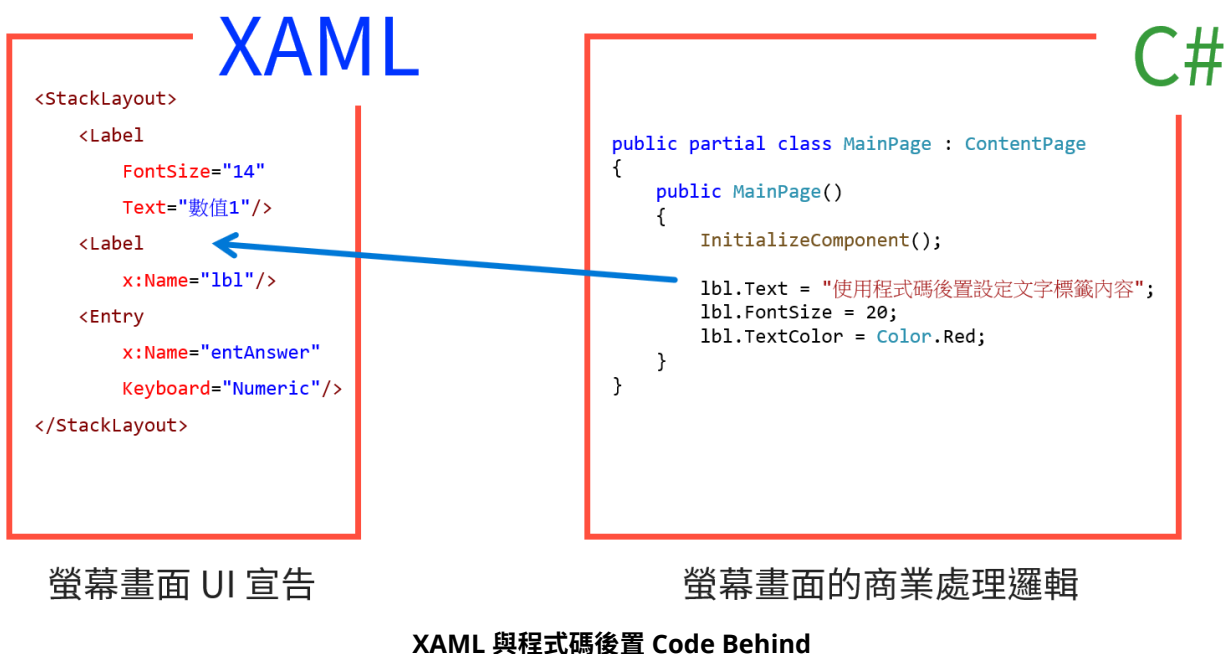 XAML
<StackLayout>
<Label
FontSize="14"
Text="數值1"/>
<Label
x:Name="lbl"/>
<Entry
x:Name="entAnswer"
Keyboard="Numeric"/>
</StackLayout>
螢幕畫面 UI 宣告
C#
public partial class MainPage : ContentPage
{
public MainPage()
{
InitializeComponent();
lbl.Text = "使用程式碼後置設定文字標籤內容";
lbl.FontSize = 20;
lbl.TextColor = Color.Red;
}
}
螢幕畫面的商業處理邏輯
XAML 與程式碼後置 Code Behind